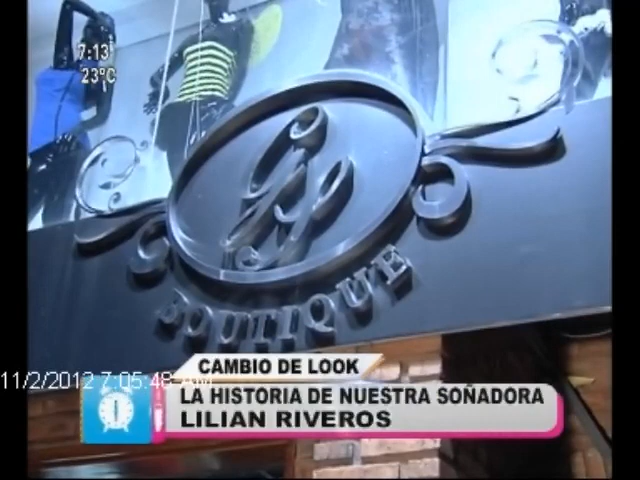 7:13
23°C
BOUTIQUE
CAMBIO DE LOOK
11/2/2012 7:05:48 AM
LA HISTORIA DE NUESTRA SOÑADORA
LILIAN RIVEROS